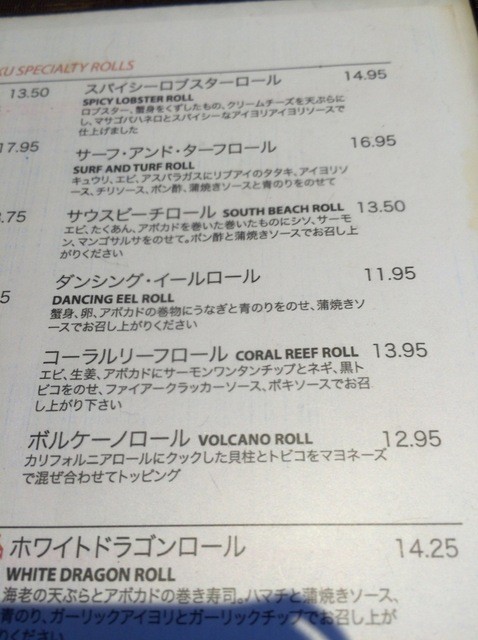 KU SPECIALTY ROLLS
13.50
スパイシーロブスターロール 14.95
SPICY LOBSTER ROLL
ロブスター、蟹身をくずしたもの、クリームチーズを天ぷらに
し、マサゴハバネロとスパイシーなアイヨリアイヨリソースで
仕上げました
17.95
サーフ・アンド・ターフロール 16.95
SURF AND TURF ROLL
キュウリ、エビ、アスパラガスにリブアイのタタキ、アイヨリソ
ース、チリソース、ポン酢、蒲焼きソースと青のりをのせて
3.75
サウスビーチロール SOUTH BEACH ROLL 13.50
エビ、たくあん、アボカドを巻いた巻いたものにシソ、サーモ
ン、マンゴサルサをのせて。ポン酢と蒲焼きソースでお召し上
がりください
5
ダンシング・イールロール 11.95
DANCING EEL ROLL
蟹身、卵、アボカドの巻物にうなぎと青のりをのせ、蒲焼きソ
ースでお召し上がりください
コーラルリーフロール CORAL REEF ROLL 13.95
エビ、生姜、アボカドにサーモンワンタンチップとネギ、黒ト
ビコをのせ、ファイアークラッカーソース、ポキソースでお召
し上がり下さい
ボルケーノロール VOLCANO ROLL 12.95
カリフォルニアロールにクックした貝柱とトビコをマヨネーズ
で混ぜ合わせてトッピング
ホワイトドラゴンロール 14.25
WHITE DRAGON ROLL
海老の天ぷらとアボカドの巻き寿司。ハマチと蒲焼きソース、
青のり、ガーリックアイヨリとガーリックチップでお召し上が
りください